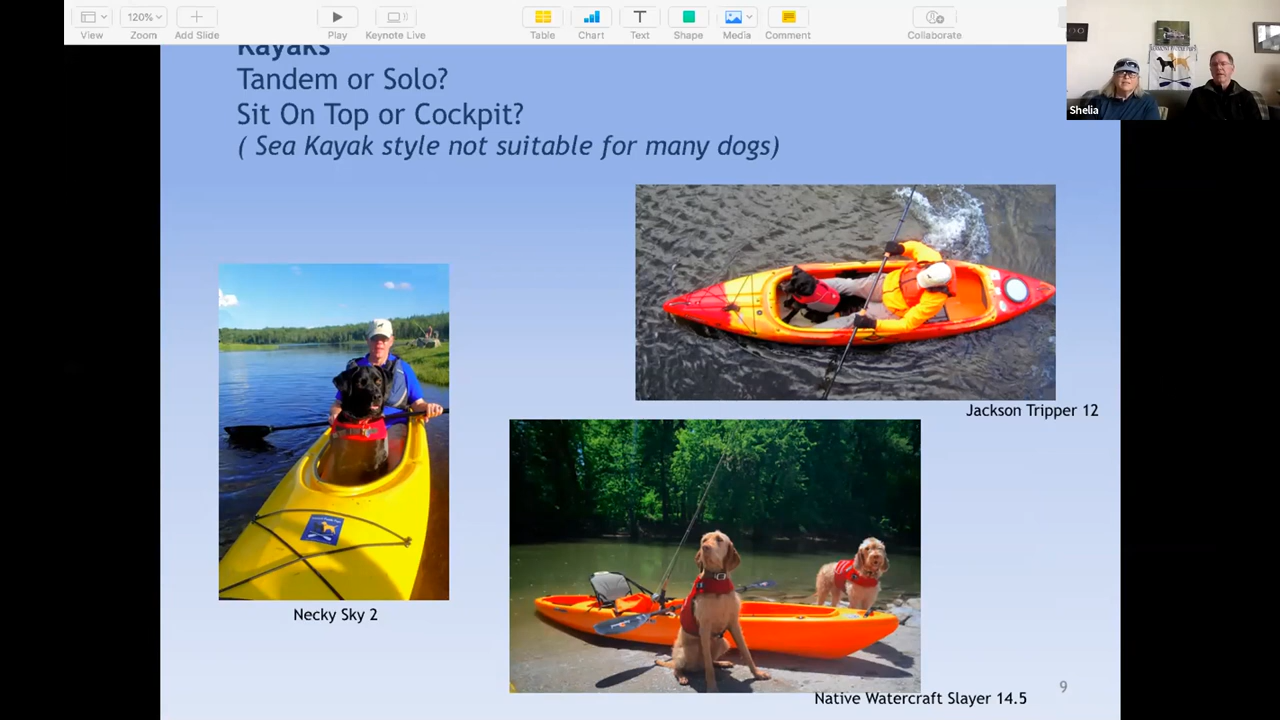 View
120%
Zoom
Add Slide
Play
Keynote Live
Table
Chart
Text
Shape
Media
Comment
Collaborate
Shelia
Kayaks
Tandem or Solo?
Sit On Top or Cockpit?
( Sea Kayak style not suitable for many dogs)
Jackson Tripper 12
Necky Sky 2
Native Watercraft Slayer 14.5
9